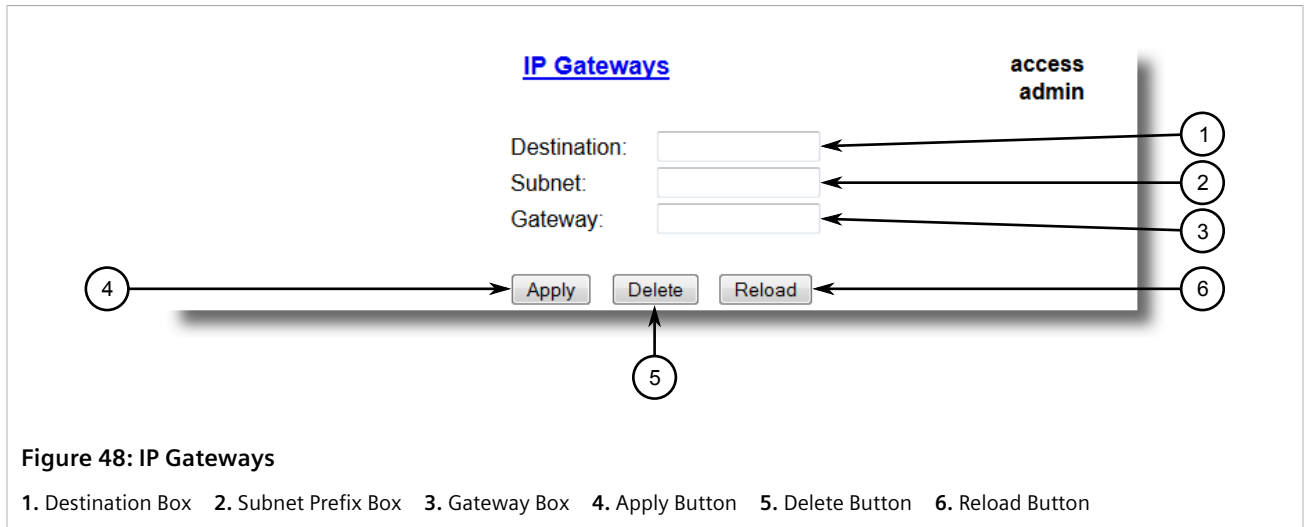 IP Gateways
access
admin
Destination:
1
Subnet:
2
Gateway:
3
4
Apply Delete Reload
6
5
Figure 48: IP Gateways
1. Destination Box 2. Subnet Prefix Box 3. Gateway Box 4. Apply Button 5. Delete Button 6. Reload Button